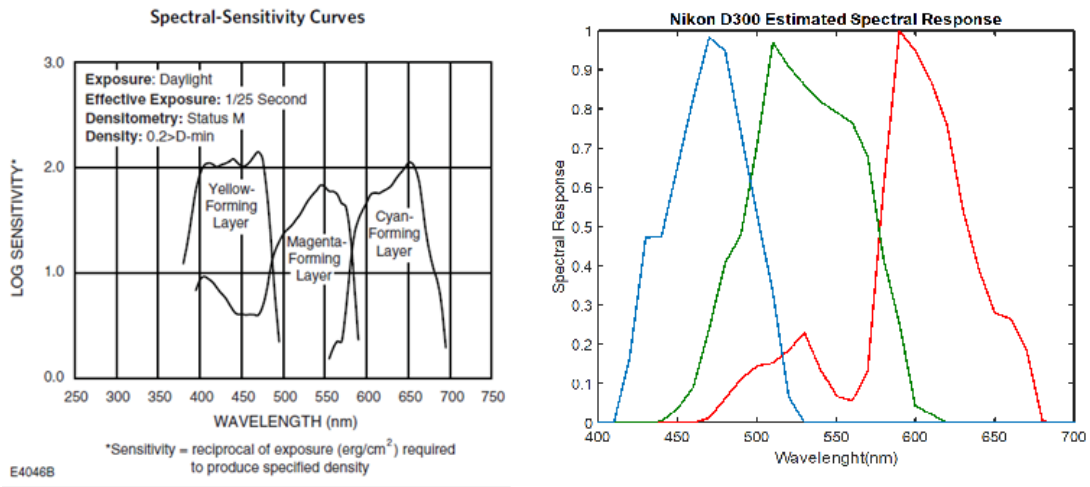 Spectral-Sensitivity Curves
3.0
Exposure: Daylight
Effective Exposure: 1/25 Second
Densitometry: Status M
Density: 0.2>D-min
2.0
Yellow-
Forming
Layer
Magenta-
Forming
Layer
Cyan-
Forming
Layer
1.0
0.0
LOG SENSITIVITY*
250 300 350 400 450 500 550 600 650 700 750
WAVELENGTH (nm)
*Sensitivity = reciprocal of exposure (erg/cm²) required
to produce specified density
E4046B
Nikon D300 Estimated Spectral Response
1
0.9
0.8
0.7
0.6
0.5
0.4
0.3
0.2
0.1
0
Spectral Response
400 450 500 550 600 650 700
Wavelenght(nm)